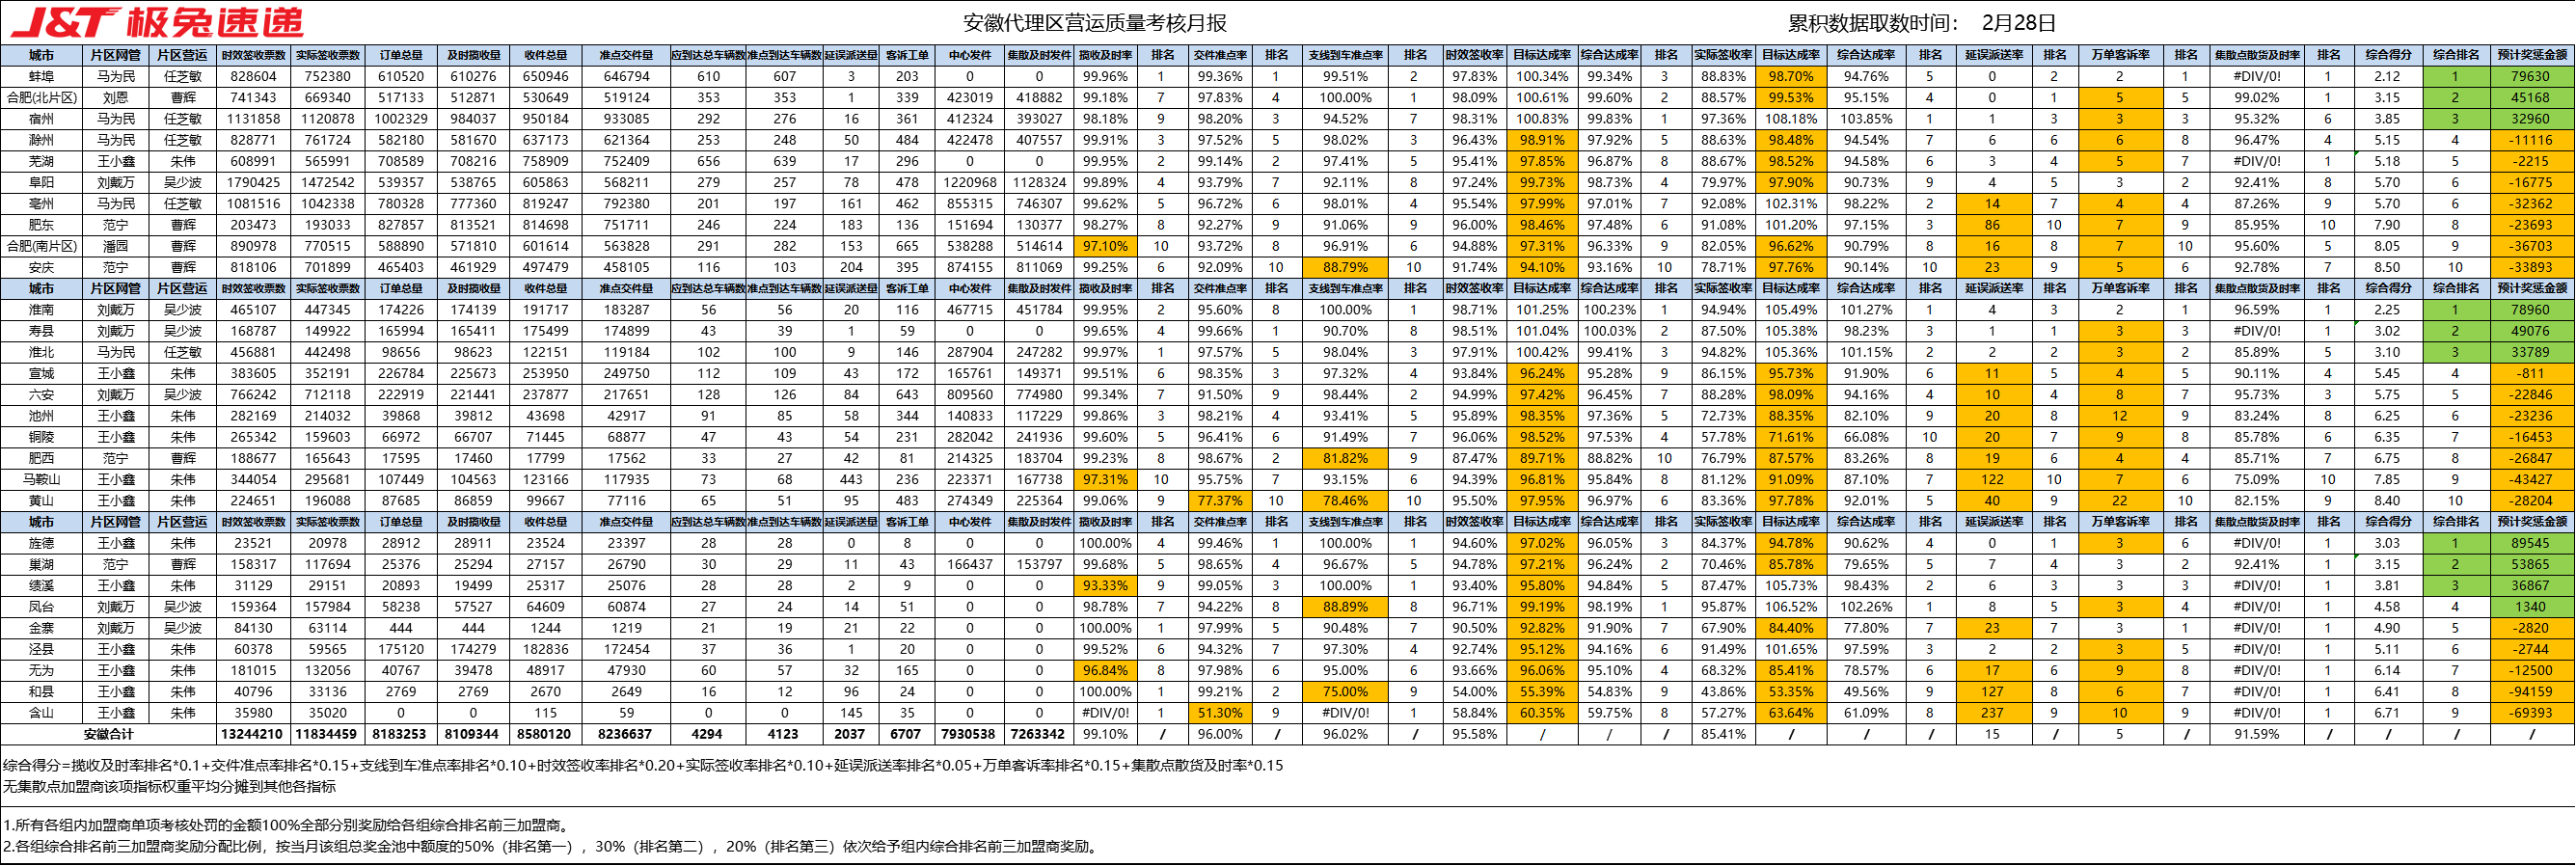 J&T 极兔速递 安徽代理区营运质量考核月报 累积数据取数时间： 2月28日
城市 片区网管 片区营运 时效签收票数 实际签收票数 订单总量 及时揽收量 收件总量 准点交件量 应到达总车辆数 准点到达车辆数 延误派送量 客诉工单 中心发件 集散及时发件 揽收及时率 排名 交件准点率 排名 支线到车准点率 排名 时效签收率 目标达成率 综合达成率 排名 实际签收率 目标达成率 综合达成率 排名 延误派送率 排名 万单客诉率 排名 集散点散货及时率 排名 综合得分 综合排名 预计奖惩金额
蚌埠 马为民 任芝敏 828604 752380 610520 610276 650946 646794 610 607 3 203 0 0 99.96% 1 99.36% 1 99.51% 2 97.83% 100.34% 99.34% 3 88.83% 98.70% 94.76% 5 0 2 2 1 #DIV/0! 1 2.12 1 79630
合肥(北片区) 刘恩 曹辉 741343 669340 517133 512871 530649 519124 353 353 1 339 423019 418882 99.18% 7 97.83% 4 100.00% 1 98.09% 100.61% 99.60% 2 88.57% 99.53% 95.15% 4 0 1 5 5 99.02% 1 3.15 2 45168
宿州 马为民 任芝敏 1131858 1120878 1002329 984037 950184 933085 292 276 16 361 412324 393027 98.18% 9 98.20% 3 94.52% 7 98.31% 100.83% 99.83% 1 97.36% 108.18% 103.85% 1 1 3 3 3 95.32% 6 3.85 3 32960
滁州 马为民 任芝敏 828771 761724 582180 581670 637173 621364 253 248 50 484 422478 407557 99.91% 3 97.52% 5 98.02% 3 96.43% 98.91% 97.92% 5 88.63% 98.48% 94.54% 7 6 6 6 8 96.47% 4 5.15 4 -11116
芜湖 王小鑫 朱伟 608991 565991 708589 708216 758909 752409 656 639 17 296 0 0 99.95% 2 99.14% 2 97.41% 5 95.41% 97.85% 96.87% 8 88.67% 98.52% 94.58% 6 3 4 5 7 #DIV/0! 1 5.18 5 -2215
阜阳 刘戴万 吴少波 1790425 1472542 539357 538765 605863 568211 279 257 78 478 1220968 1128324 99.89% 4 93.79% 7 92.11% 8 97.24% 99.73% 98.73% 4 79.97% 97.90% 90.73% 9 4 5 3 2 92.41% 8 5.70 6 -16775
亳州 马为民 任芝敏 1081516 1042338 780328 777360 819247 792380 201 197 161 462 855315 746307 99.62% 5 96.72% 6 98.01% 4 95.54% 97.99% 97.01% 7 92.08% 102.31% 98.22% 2 14 7 4 4 87.26% 9 5.70 6 -32362
肥东 范宁 曹辉 203473 193033 827857 813521 814698 751711 246 224 183 136 151694 130377 98.27% 8 92.27% 9 91.06% 9 96.00% 98.46% 97.48% 6 91.08% 101.20% 97.15% 3 86 10 7 9 85.95% 10 7.90 8 -23693
合肥(南片区) 潘园 曹辉 890978 770515 588890 571810 601614 563828 291 282 153 665 538288 514614 97.10% 10 93.72% 8 96.91% 6 94.88% 97.31% 96.33% 9 82.05% 96.62% 90.79% 8 16 8 7 10 95.60% 5 8.05 9 -36703
安庆 范宁 曹辉 818106 701899 465403 461929 497479 458105 116 103 204 395 874155 811069 99.25% 6 92.09% 10 88.79% 10 91.74% 94.10% 93.16% 10 78.71% 97.76% 90.14% 10 23 9 5 6 92.78% 7 8.50 10 -33893
城市 片区网管 片区营运 时效签收票数 实际签收票数 订单总量 及时揽收量 收件总量 准点交件量 应到达总车辆数 准点到达车辆数 延误派送量 客诉工单 中心发件 集散及时发件 揽收及时率 排名 交件准点率 排名 支线到车准点率 排名 时效签收率 目标达成率 综合达成率 排名 实际签收率 目标达成率 综合达成率 排名 延误派送率 排名 万单客诉率 排名 集散点散货及时率 排名 综合得分 综合排名 预计奖惩金额
淮南 刘戴万 吴少波 465107 447345 174226 174139 191717 183287 56 56 20 116 467715 451784 99.95% 2 95.60% 8 100.00% 1 98.71% 101.25% 100.23% 1 94.94% 105.49% 101.27% 1 4 3 2 1 96.59% 1 2.25 1 78960
寿县 刘戴万 吴少波 168787 149922 165994 165411 175499 174899 43 39 1 59 0 0 99.65% 4 99.66% 1 90.70% 8 98.51% 101.04% 100.03% 2 87.50% 105.38% 98.23% 3 1 1 3 3 #DIV/0! 1 3.02 2 49076
淮北 马为民 任芝敏 456881 442498 98656 98623 122151 119184 102 100 9 146 287904 247282 99.97% 1 97.57% 5 98.04% 3 97.91% 100.42% 99.41% 3 94.82% 105.36% 101.15% 2 2 2 3 2 85.89% 5 3.10 3 33789
宣城 王小鑫 朱伟 383605 352191 226784 225673 253950 249750 112 109 43 172 165761 149371 99.51% 6 98.35% 3 97.32% 4 93.84% 96.24% 95.28% 9 86.15% 95.73% 91.90% 6 11 5 4 5 90.11% 4 5.45 4 -811
六安 刘戴万 吴少波 766242 712118 222919 221441 237877 217651 128 126 84 643 809560 774980 99.34% 7 91.50% 9 98.44% 2 94.99% 97.42% 96.45% 7 88.28% 98.09% 94.16% 4 10 4 8 7 95.73% 3 5.75 5 -22846
池州 王小鑫 朱伟 282169 214032 39868 39812 43698 42917 91 85 58 344 140833 117229 99.86% 3 98.21% 4 93.41% 5 95.89% 98.35% 97.36% 5 72.73% 88.35% 82.10% 9 20 8 12 9 83.24% 8 6.25 6 -23236
铜陵 王小鑫 朱伟 265342 159603 66972 66707 71445 68877 47 43 54 231 282042 241936 99.60% 5 96.41% 6 91.49% 7 96.06% 98.52% 97.53% 4 57.78% 71.61% 66.08% 10 20 7 9 8 85.78% 6 6.35 7 -16453
肥西 范宁 曹辉 188677 165643 17595 17460 17799 17562 33 27 42 81 214325 183704 99.23% 8 98.67% 2 81.82% 9 87.47% 89.71% 88.82% 10 76.79% 87.57% 83.26% 8 19 6 4 4 85.71% 7 6.75 8 -26847
马鞍山 王小鑫 朱伟 344054 295681 107449 104563 123166 117935 73 68 443 236 223371 167738 97.31% 10 95.75% 7 93.15% 6 94.39% 96.81% 95.84% 8 81.12% 91.09% 87.10% 7 122 10 7 6 75.09% 10 7.85 9 -43427
黄山 王小鑫 朱伟 224651 196088 87685 86859 99667 77116 65 51 95 483 274349 225364 99.06% 9 77.37% 10 78.46% 10 95.50% 97.95% 96.97% 6 83.36% 97.78% 92.01% 5 40 9 22 10 82.15% 9 8.40 10 -28204
城市 片区网管 片区营运 时效签收票数 实际签收票数 订单总量 及时揽收量 收件总量 准点交件量 应到达总车辆数 准点到达车辆数 延误派送量 客诉工单 中心发件 集散及时发件 揽收及时率 排名 交件准点率 排名 支线到车准点率 排名 时效签收率 目标达成率 综合达成率 排名 实际签收率 目标达成率 综合达成率 排名 延误派送率 排名 万单客诉率 排名 集散点散货及时率 排名 综合得分 综合排名 预计奖惩金额
旌德 王小鑫 朱伟 23521 20978 28912 28911 23524 23397 28 28 0 8 0 0 100.00% 4 99.46% 1 100.00% 1 94.60% 97.02% 96.05% 3 84.37% 94.78% 90.62% 4 0 1 3 6 #DIV/0! 1 3.03 1 89545
巢湖 范宁 曹辉 158317 117694 25376 25294 27157 26790 30 29 11 43 166437 153797 99.68% 5 98.65% 4 96.67% 5 94.78% 97.21% 96.24% 2 70.46% 85.78% 79.65% 5 7 4 3 2 92.41% 1 3.15 2 53865
绩溪 王小鑫 朱伟 31129 29151 20893 19499 25317 25076 28 28 2 9 0 0 93.33% 9 99.05% 3 100.00% 1 93.40% 95.80% 94.84% 5 87.47% 105.73% 98.43% 2 6 3 3 3 #DIV/0! 1 3.81 3 36867
凤台 刘戴万 吴少波 159364 157984 58238 57527 64609 60874 27 24 14 51 0 0 98.78% 7 94.22% 8 88.89% 8 96.71% 99.19% 98.19% 1 95.87% 106.52% 102.26% 1 8 5 3 4 #DIV/0! 1 4.58 4 1340
金寨 刘戴万 吴少波 84130 63114 444 444 1244 1219 21 19 21 22 0 0 100.00% 1 97.99% 5 90.48% 7 90.50% 92.82% 91.90% 7 67.90% 84.40% 77.80% 7 23 7 3 1 #DIV/0! 1 4.90 5 -2820
泾县 王小鑫 朱伟 60378 59565 175120 174279 182836 172454 37 36 1 20 0 0 99.52% 6 94.32% 7 97.30% 4 92.74% 95.12% 94.16% 6 91.49% 101.65% 97.59% 3 2 2 3 5 #DIV/0! 1 5.11 6 -2744
无为 王小鑫 朱伟 181015 132056 40767 39478 48917 47930 60 57 32 165 0 0 96.84% 8 97.98% 6 95.00% 6 93.66% 96.06% 95.10% 4 68.32% 85.41% 78.57% 6 17 6 9 8 #DIV/0! 1 6.14 7 -12500
和县 王小鑫 朱伟 40796 33136 2769 2769 2670 2649 16 12 96 24 0 0 100.00% 1 99.21% 2 75.00% 9 54.00% 55.39% 54.83% 9 43.86% 53.35% 49.56% 9 127 8 6 7 #DIV/0! 1 6.41 8 -94159
含山 王小鑫 朱伟 35980 35020 0 0 115 59 0 0 145 35 0 0 #DIV/0! 1 51.30% 9 #DIV/0! 1 58.84% 60.35% 59.75% 8 57.27% 63.64% 61.09% 8 237 9 10 9 #DIV/0! 1 6.71 9 -69393
安徽合计 13244210 11834459 8183253 8109344 8580120 8236637 4294 4123 2037 6707 7930538 7263342 99.10% / 96.00% / 96.02% / 95.58% / / / 85.41% / / / 15 / 5 / 91.59% / / / /
综合得分=揽收及时率排名*0.1+交件准点率排名*0.15+支线到车准点率排名*0.10+时效签收率排名*0.20+实际签收率排名*0.10+延误派送率排名*0.05+万单客诉率排名*0.15+集散点散货及时率*0.15
无集散点加盟商该项指标权重平均分摊到其他各指标
1.所有各组内加盟商单项考核处罚的金额100%全部分别奖励给各组综合排名前三加盟商。
2.各组综合排名前三加盟商奖励分配比例，按当月该组总奖金池中额度的50%（排名第一），30%（排名第二），20%（排名第三）依次给予组内综合排名前三加盟商奖励。